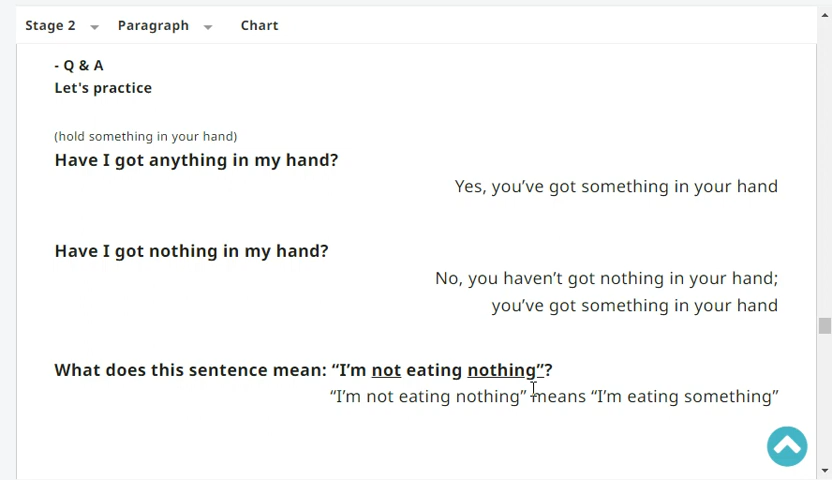 Stage 2 Paragraph Chart
- Q & A
Let's practice
(hold something in your hand)
Have I got anything in my hand?
Yes, you’ve got something in your hand
Have I got nothing in my hand?
No, you haven’t got nothing in your hand;
you’ve got something in your hand
What does this sentence mean: “I’m not eating nothing”?
“I’m not eating nothing” means “I’m eating something”